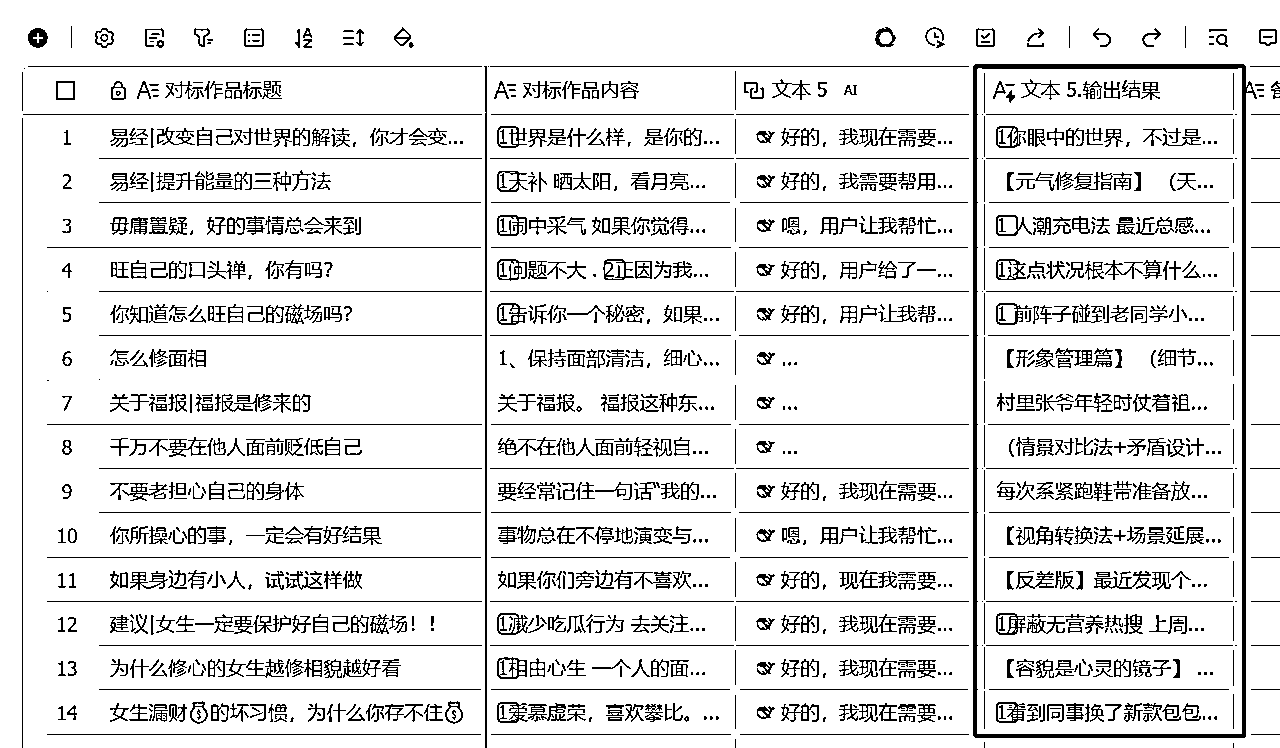 对标作品标题 对标作品内容 文本 5 AI 文本 5.输出结果
1 易经|改变自己对世界的解读，你才会变... 1️⃣世界是什么样，是你的... 好的，我现在需要... 1️⃣你眼中的世界，不过是...
2 易经|提升能量的三种方法 1️⃣天补 晒太阳，看月亮... 好的，我需要帮用... 【元气修复指南】 （天...
3 毋庸置疑，好的事情总会来到 1️⃣闹中采气 如果你觉得... 嗯，用户让我帮忙... 1️⃣人潮充电法 最近总感...
4 旺自己的口头禅，你有吗？ 1️⃣问题不大 . 2️⃣正因为我... 好的，用户给了一... 1️⃣这点状况根本不算什么...
5 你知道怎么旺自己的磁场吗？ 1️⃣告诉你一个秘密，如果... 好的，用户让我帮... 1️⃣前阵子碰到老同学小...
6 怎么修面相 1、保持面部清洁，细心... ... 【形象管理篇】 （细节...
7 关于福报|福报是修来的 关于福报。 福报这种东... ... 村里张爷年轻时仗着祖...
8 千万不要在他人面前贬低自己 绝不在他人面前轻视自... ... （情景对比法+矛盾设计...
9 不要老担心自己的身体 要经常记住一句话“我的... 好的，我现在需要... 每次系紧跑鞋带准备放...
10 你所操心的事，一定会有好结果 事物总在不停地演变与... 嗯，用户让我帮忙... 【视角转换法+场景延展...
11 如果身边有小人，试试这样做 如果你们旁边有不喜欢... 好的，现在我需要... 【反差版】最近发现个...
12 建议|女生一定要保护好自己的磁场！！ 1️⃣减少吃瓜行为 去关注... 好的，我现在需要... 1️⃣屏蔽无营养热搜 上周...
13 为什么修心的女生越修相貌越好看 1️⃣相由心生 一个人的面... 好的，我现在需要... 【容貌是心灵的镜子】 ...
14 女生漏财💰的坏习惯，为什么你存不住💰 1️⃣爱慕虚荣，喜欢攀比。... 好的，我现在需要... 1️⃣看到同事换了新款包包...